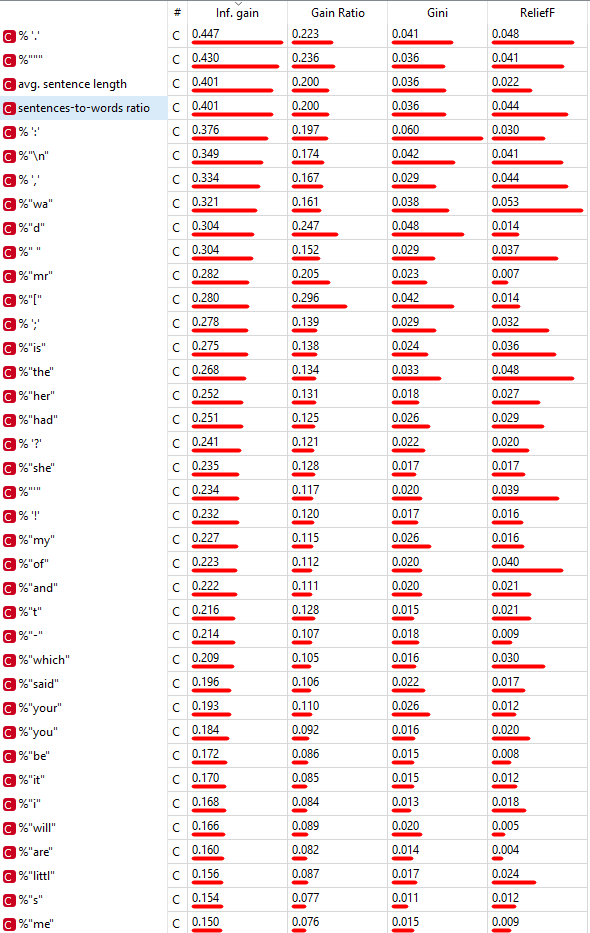 # Inf. gain Gain Ratio Gini ReliefF
C % '.' C 0.447 0.223 0.041 0.048
C %""" C 0.430 0.236 0.036 0.041
C avg. sentence length C 0.401 0.200 0.036 0.022
C sentences-to-words ratio C 0.401 0.200 0.036 0.044
C % ':' C 0.376 0.197 0.060 0.030
C %"\n" C 0.349 0.174 0.042 0.041
C % ',' C 0.334 0.167 0.029 0.044
C %"wa" C 0.321 0.161 0.038 0.053
C %"d" C 0.304 0.247 0.048 0.014
C %" " C 0.304 0.152 0.029 0.037
C %"mr" C 0.282 0.205 0.023 0.007
C %"[" C 0.280 0.296 0.042 0.014
C % ';' C 0.278 0.139 0.029 0.032
C %"is" C 0.275 0.138 0.024 0.036
C %"the" C 0.268 0.134 0.033 0.048
C %"her" C 0.252 0.131 0.018 0.027
C %"had" C 0.251 0.125 0.026 0.029
C % '?' C 0.241 0.121 0.022 0.020
C %"she" C 0.235 0.128 0.017 0.017
C %"'" C 0.234 0.117 0.020 0.039
C % '!' C 0.232 0.120 0.017 0.016
C %"my" C 0.227 0.115 0.026 0.016
C %"of" C 0.223 0.112 0.020 0.040
C %"and" C 0.222 0.111 0.020 0.021
C %"t" C 0.216 0.128 0.015 0.021
C %"-" C 0.214 0.107 0.018 0.009
C %"which" C 0.209 0.105 0.016 0.030
C %"said" C 0.196 0.106 0.022 0.017
C %"your" C 0.193 0.110 0.026 0.012
C %"you" C 0.184 0.092 0.016 0.020
C %"be" C 0.172 0.086 0.015 0.008
C %"it" C 0.170 0.085 0.015 0.012
C %"i" C 0.168 0.084 0.013 0.018
C %"will" C 0.166 0.089 0.020 0.005
C %"are" C 0.160 0.082 0.014 0.004
C %"littl" C 0.156 0.087 0.017 0.024
C %"s" C 0.154 0.077 0.011 0.012
C %"me" C 0.150 0.076 0.015 0.009